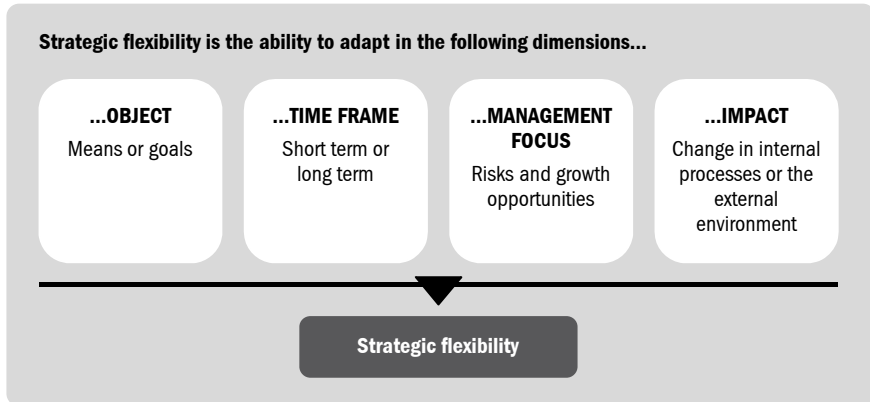 Strategic flexibility is the ability to adapt in the following dimensions...
...OBJECT
Means or goals
...TIME FRAME
Short term or
long term
...MANAGEMENT
FOCUS
Risks and growth
opportunities
...IMPACT
Change in internal
processes or the
external
environment
Strategic flexibility